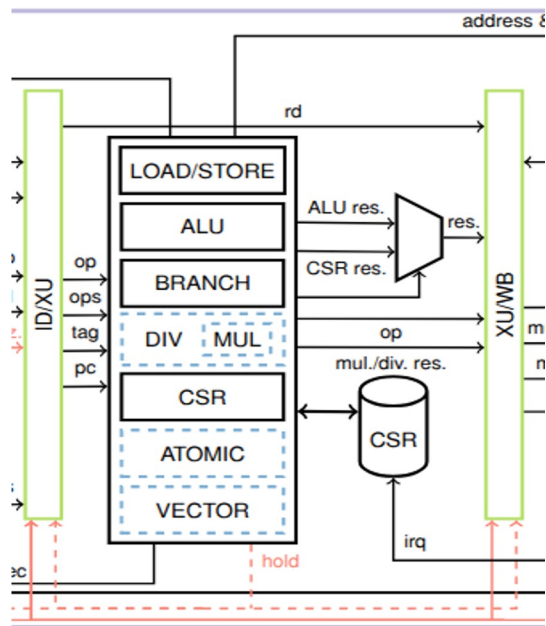 address &
rd
LOAD/STORE
ALU
BRANCH
DIV MUL
CSR
ATOMIC
VECTOR
ID/XU
op
ops
tag
pc
ALU res.
CSR res.
res.
op
mul./div. res.
CSR
XU/WB
irq
hold
ec
m